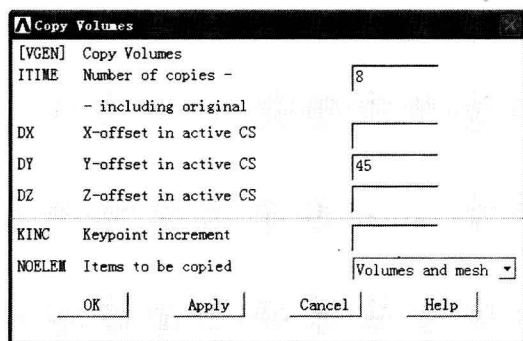 Copy Volumes
[VGEN] Copy Volumes
ITIME Number of copies - 8
- including original
DX X-offset in active CS
DY Y-offset in active CS 45
DZ Z-offset in active CS
KINC Keypoint increment
NOELEM Items to be copied Volumes and mesh
OK Apply Cancel Help